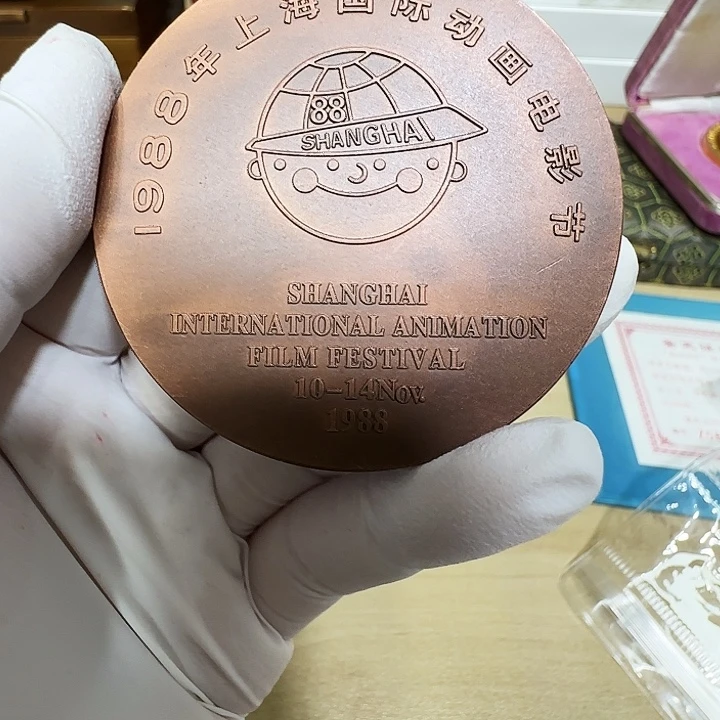 1988年上海国际动画电影节
88
SHANGHAI
SHANGHAI
INTERNATIONAL ANIMATION
FILM FESTIVAL
10-14Nov.
1988